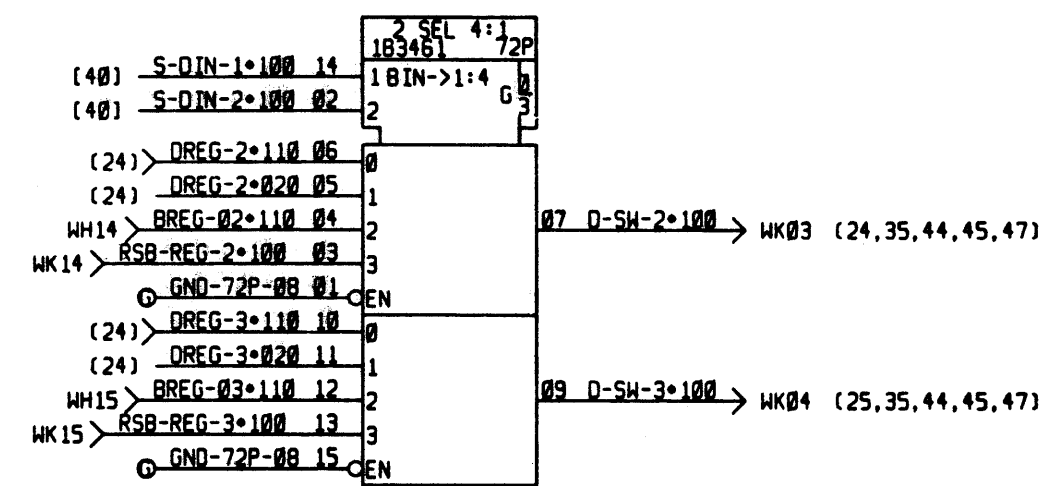 2 SEL 4:1
1B3461 72P
(40) S-DIN-1•100 14 1 BIN->1:4 G 0
(40) S-DIN-2•100 02 2 3
(24) DREG-2•110 06 0
(24) DREG-2•020 05 1
WH14 BREG-02•110 04 2 07 D-SW-2•100 WK03 (24,35,44,45,47)
WK14 RSB-REG-2•100 03 3
G GND-72P-08 01 EN
(24) DREG-3•110 10 0
(24) DREG-3•020 11 1
WH15 BREG-03•110 12 2 09 D-SW-3•100 WK04 (25,35,44,45,47)
WK15 RSB-REG-3•100 13 3
G GND-72P-08 15 EN